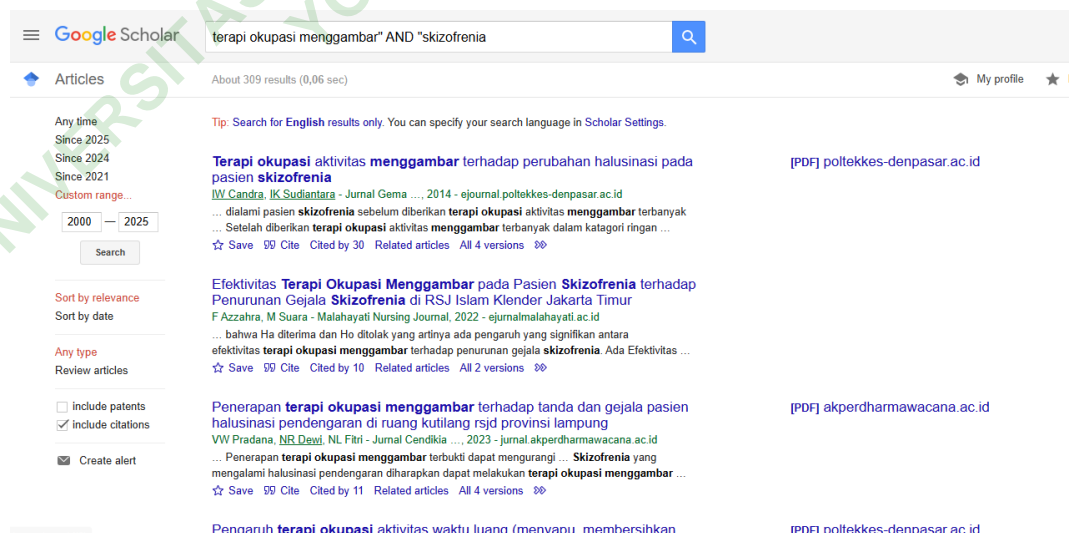 Google Scholar
terapi okupasi menggambar" AND "skizofrenia
Articles
About 309 results (0,06 sec)
My profile
Any time
Since 2025
Since 2024
Since 2021
Custom range...
2000 — 2025
Search
Sort by relevance
Sort by date
Any type
Review articles
include patents
include citations
Create alert
Tip: Search for English results only. You can specify your search language in Scholar Settings.
Terapi okupasi aktivitas menggambar terhadap perubahan halusinasi pada
pasien skizofrenia
IW Candra, IK Sudiantara - Jurnal Gema …, 2014 - ejournal.poltekkes-denpasar.ac.id
… dialami pasien skizofrenia sebelum diberikan terapi okupasi aktivitas menggambar terbanyak
… Setelah diberikan terapi okupasi aktivitas menggambar terbanyak dalam katagori ringan …
Save Cite Cited by 30 Related articles All 4 versions
[PDF] poltekkes-denpasar.ac.id
Efektivitas Terapi Okupasi Menggambar pada Pasien Skizofrenia terhadap
Penurunan Gejala Skizofrenia di RSJ Islam Klender Jakarta Timur
F Azzahra, M Suara - Malahayati Nursing Journal, 2022 - ejurnalmalahayati.ac.id
… bahwa Ha diterima dan Ho ditolak yang artinya ada pengaruh yang signifikan antara
efektivitas terapi okupasi menggambar terhadap penurunan gejala skizofrenia. Ada Efektivitas …
Save Cite Cited by 10 Related articles All 2 versions
Penerapan terapi okupasi menggambar terhadap tanda dan gejala pasien
halusinasi pendengaran di ruang kutilang rsjd provinsi lampung
VW Pradana, NR Dewi, NL Fitri - Jurnal Cendikia …, 2023 - jurnal.akperdharmawacana.ac.id
… Penerapan terapi okupasi menggambar terbukti dapat mengurangi … Skizofrenia yang
mengalami halusinasi pendengaran diharapkan dapat melakukan terapi okupasi menggambar …
Save Cite Cited by 11 Related articles All 4 versions
[PDF] akperdharmawacana.ac.id
Pengaruh terapi okupasi aktivitas waktu luang (menyapu, membersihkan
[PDF] poltekkes-denpasar.ac.id
UNIVERSITAS